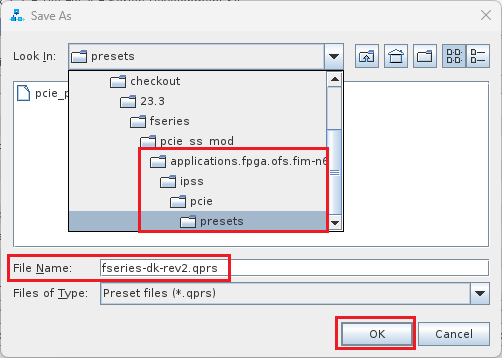 Save As
Look In:
presets
checkout
23.3
fseries
pcie_ss_mod
applications.fpga.ofs.fim-n6
ipss
pcie
presets
pcie_p
File Name:
fseries-dk-rev2.qprs
Files of Type:
Preset files (*.qprs)
OK
Cancel